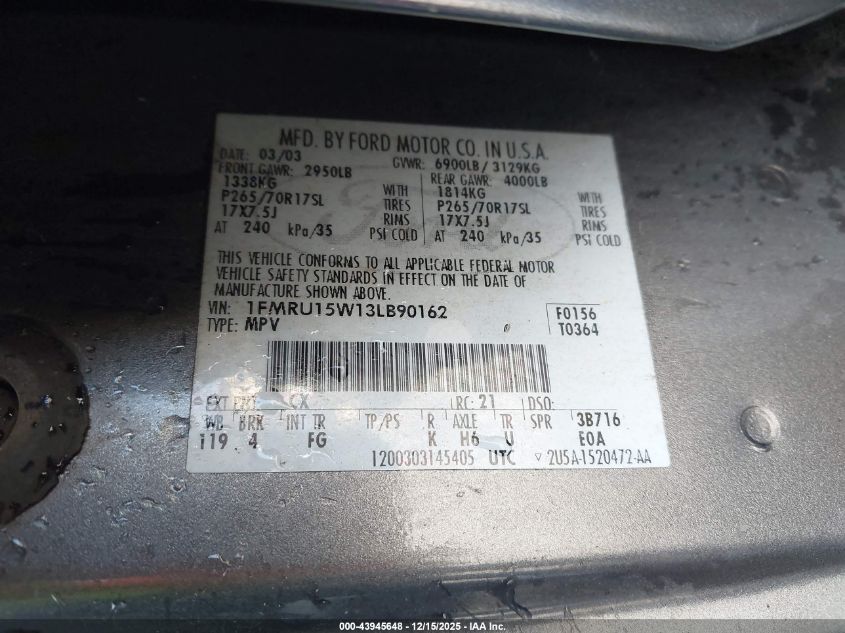 MFD. BY FORD MOTOR CO. IN U.S.A.
DATE: 03/03 GVWR: 6900LB / 3129KG
FRONT GAWR: 2950LB REAR GAWR: 4000LB
1338KG WITH 1814KG WITH
P265/70R17SL TIRES P265/70R17SL TIRES
17X7.5J RIMS 17X7.5J RIMS
AT 240 kPa/35 PSI COLD AT 240 kPa/35 PSI COLD
THIS VEHICLE CONFORMS TO ALL APPLICABLE FEDERAL MOTOR
VEHICLE SAFETY STANDARDS IN EFFECT ON THE DATE OF
MANUFACTURE SHOWN ABOVE.
VIN: 1FMRU15W13LB90162 F0156
TYPE: MPV T0364
EXT PNT: CX RC: 21 DSO:
WB BRK INT TR TP/PS R AXLE TR SPR 3B716
119 4 FG K H6 U E0A
1200303145405 UTC ▽ 2U5A-1520472-AA
000-43945648 - 12/15/2025 - IAA Inc.